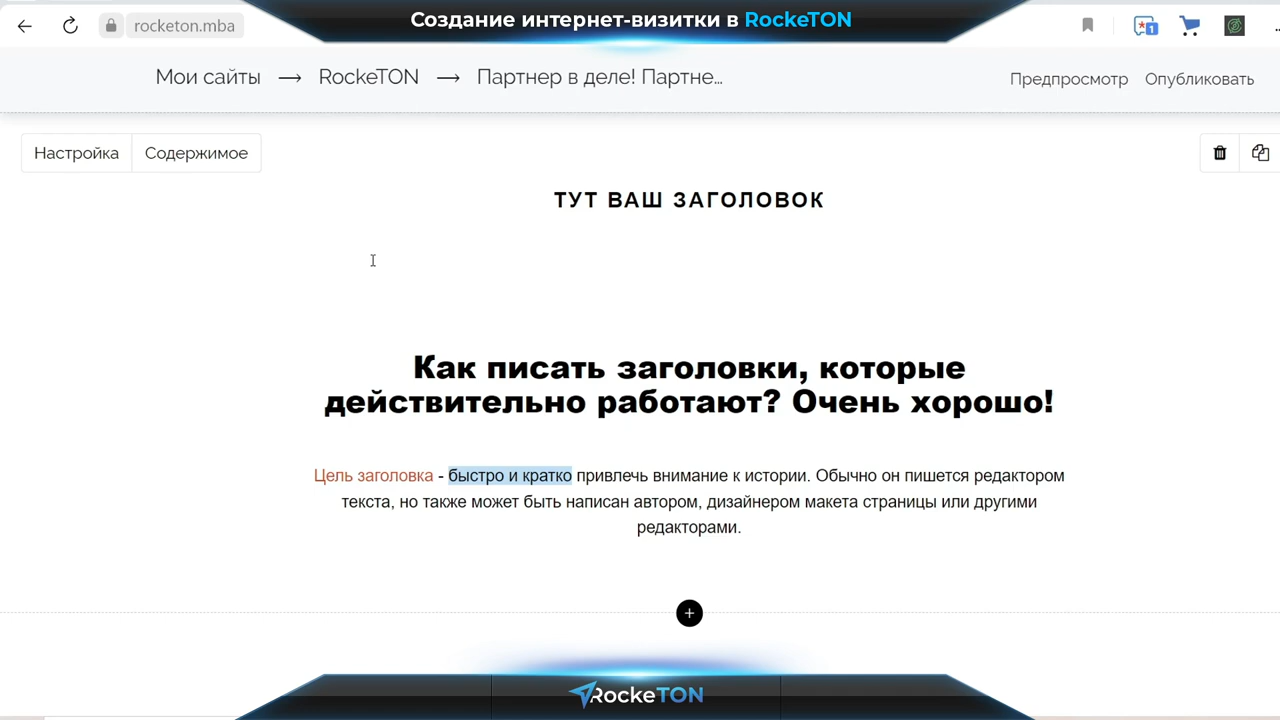 Создание интернет-визитки в RockeTON
rocketon.mba
1
Мои сайты → RockeTON → Партнер в деле! Партне...
Предпросмотр Опубликовать
Настройка Содержимое
ТУТ ВАШ ЗАГОЛОВОК
Как писать заголовки, которые
действительно работают? Очень хорошо!
Цель заголовка - быстро и кратко привлечь внимание к истории. Обычно он пишется редактором
текста, но также может быть написан автором, дизайнером макета страницы или другими
редакторами.
RockeTON